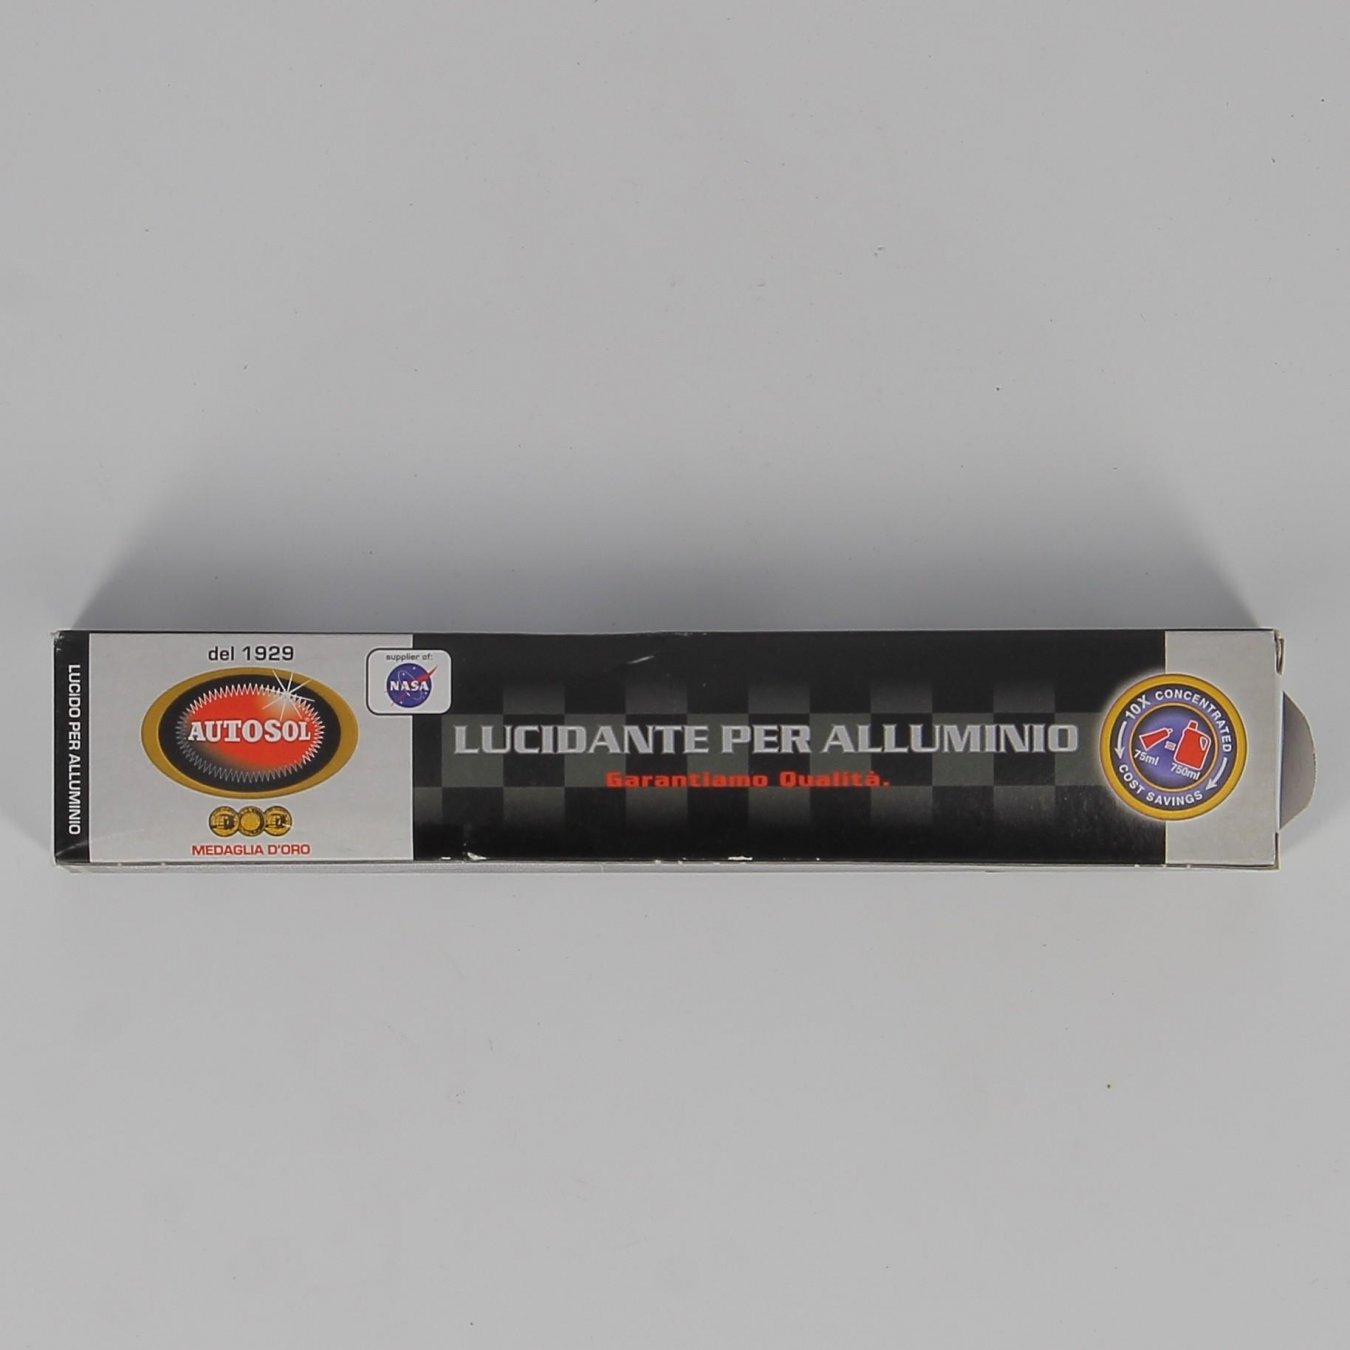 LUCIDO PER ALLUMINIO
del 1929
AUTOSOL
MEDAGLIA D'ORO
supplier of:
NASA
LUCIDANTE PER ALLUMINIO
Garantiamo Qualità.
10X CONCENTRATED
75ml = 750ml
COST SAVINGS